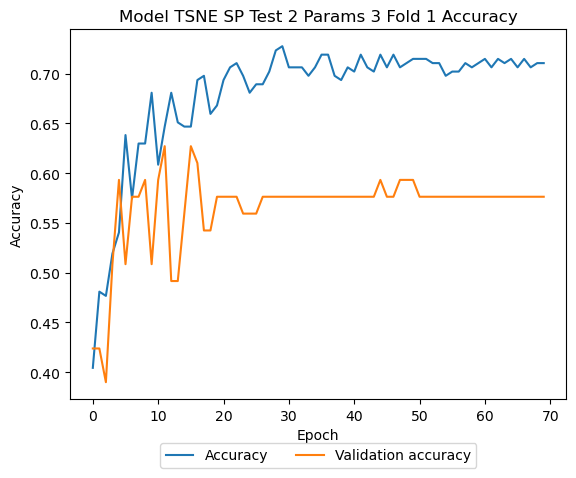 Model TSNE SP Test 2 Params 3 Fold 1 Accuracy
Accuracy
0.70
0.65
0.60
0.55
0.50
0.45
0.40
0 10 20 30 40 50 60 70
Epoch
Accuracy Validation accuracy